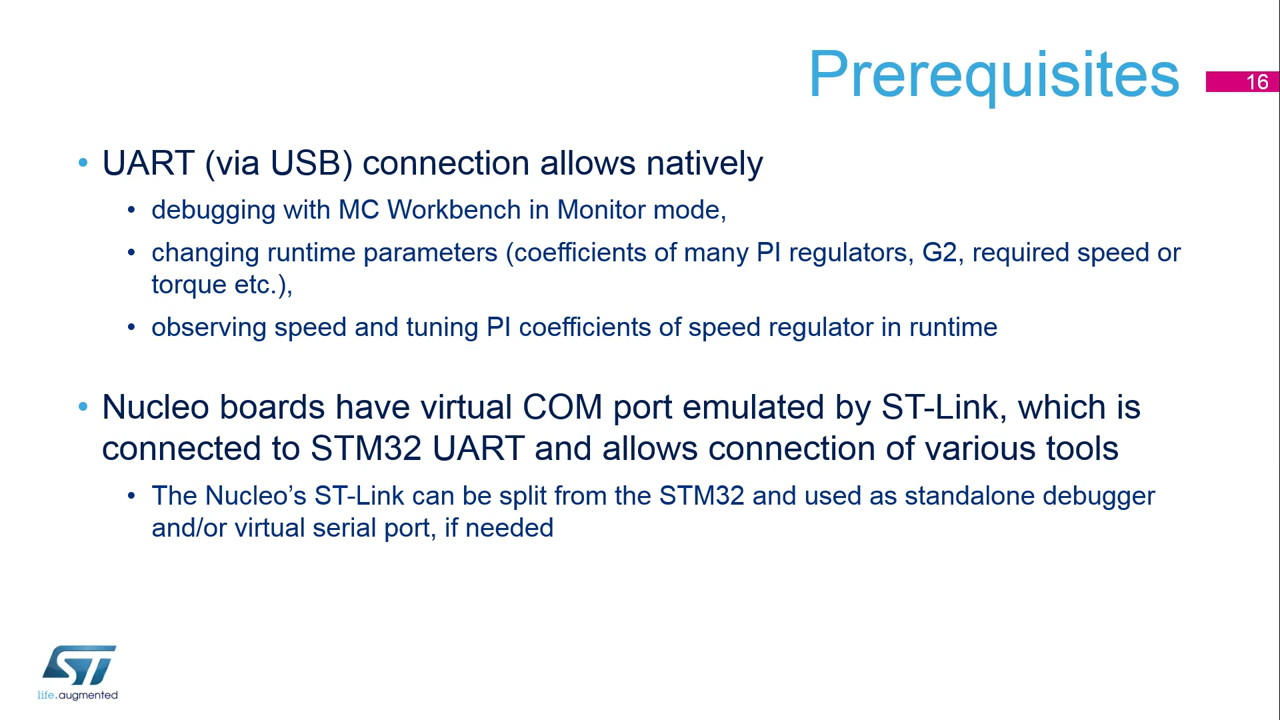 Prerequisites
16
• UART (via USB) connection allows natively
• debugging with MC Workbench in Monitor mode,
• changing runtime parameters (coefficients of many PI regulators, G2, required speed or
torque etc.),
• observing speed and tuning PI coefficients of speed regulator in runtime
• Nucleo boards have virtual COM port emulated by ST-Link, which is
connected to STM32 UART and allows connection of various tools
• The Nucleo’s ST-Link can be split from the STM32 and used as standalone debugger
and/or virtual serial port, if needed
ST
life.augmented